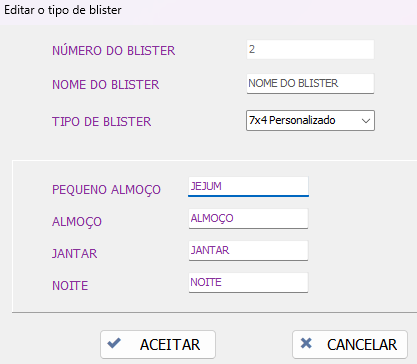 Editar o tipo de blister
NÚMERO DO BLISTER 2
NOME DO BLISTER NOME DO BLISTER
TIPO DE BLISTER 7x4 Personalizado
PEQUENO ALMOÇO JEJUM
ALMOÇO ALMOÇO
JANTAR JANTAR
NOITE NOITE
ACEITAR CANCELAR